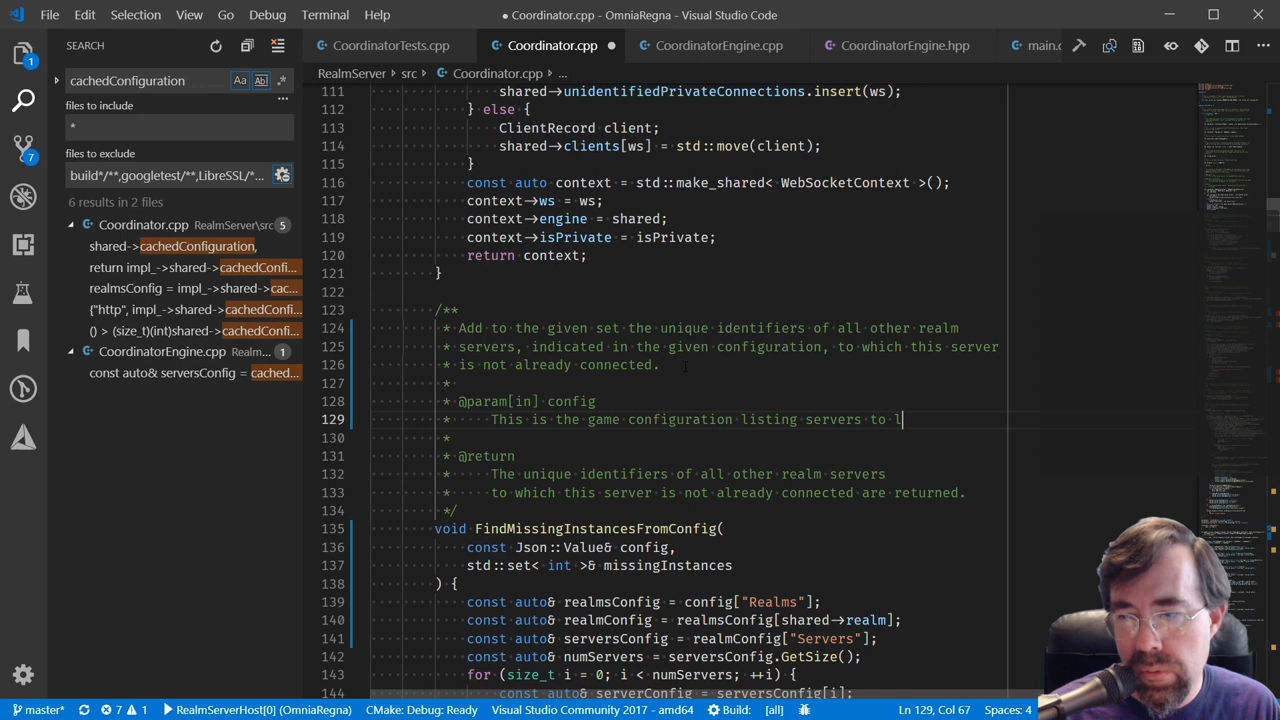 File Edit Selection View Go Debug Terminal Help
● Coordinator.cpp - OmniaRegna - Visual Studio Code
SEARCH
cachedConfiguration
Aa
Abl
.*
files to include
*
files to exclude
build*/**,googletest/**,LibreSSL/*...
6 results in 2 files
Coordinator.cpp RealmServer\src 5
shared->cachedConfiguration,
return impl_->shared->cachedConfi...
realmsConfig = impl_->shared->cac...
{"http", impl_->shared->cachedConfi...
() > (size_t)(int)shared->cachedConfi...
CoordinatorEngine.cpp Realm... 1
const auto& serversConfig = cached...
1
7
CoordinatorTests.cpp
Coordinator.cpp ●
CoordinatorEngine.cpp
CoordinatorEngine.hpp
main.c
RealmServer > src > Coordinator.cpp > ...
111 shared->unidentifiedPrivateConnections.insert(ws);
112 } else {
113 ClientRecord client;
114 shared->clients[ws] = std::move(client);
115 }
116 const auto context = std::make_shared< WebSocketContext >();
117 context->ws = ws;
118 context->engine = shared;
119 context->isPrivate = isPrivate;
120 return context;
121 }
122
123 /**
124 * Add to the given set the unique identifiers of all other realm
125 * servers, indicated in the given configuration, to which this server
126 * is not already connected.
127 *
128 * @param[in] config
129 * This is the game configuration listing servers to l
130 *
131 * @return
132 * The unique identifiers of all other realm servers
133 * to which this server is not already connected are returned.
134 */
135 void FindMissingInstancesFromConfig(
136 const Json::Value& config,
137 std::set< int >& missingInstances
138 ) {
139 const auto& realmsConfig = config["Realms"];
140 const auto& realmConfig = realmsConfig[shared->realm];
141 const auto& serversConfig = realmConfig["Servers"];
142 const auto& numServers = serversConfig.GetSize();
143 for (size_t i = 0; i < numServers; ++i) {
144 const auto& serverConfig = serversConfig[i];
master* 7 1 RealmServerHost[0] (OmniaRegna) CMake: Debug: Ready Visual Studio Community 2017 - amd64 Build: [all] Ln 129, Col 67 Spaces: 4